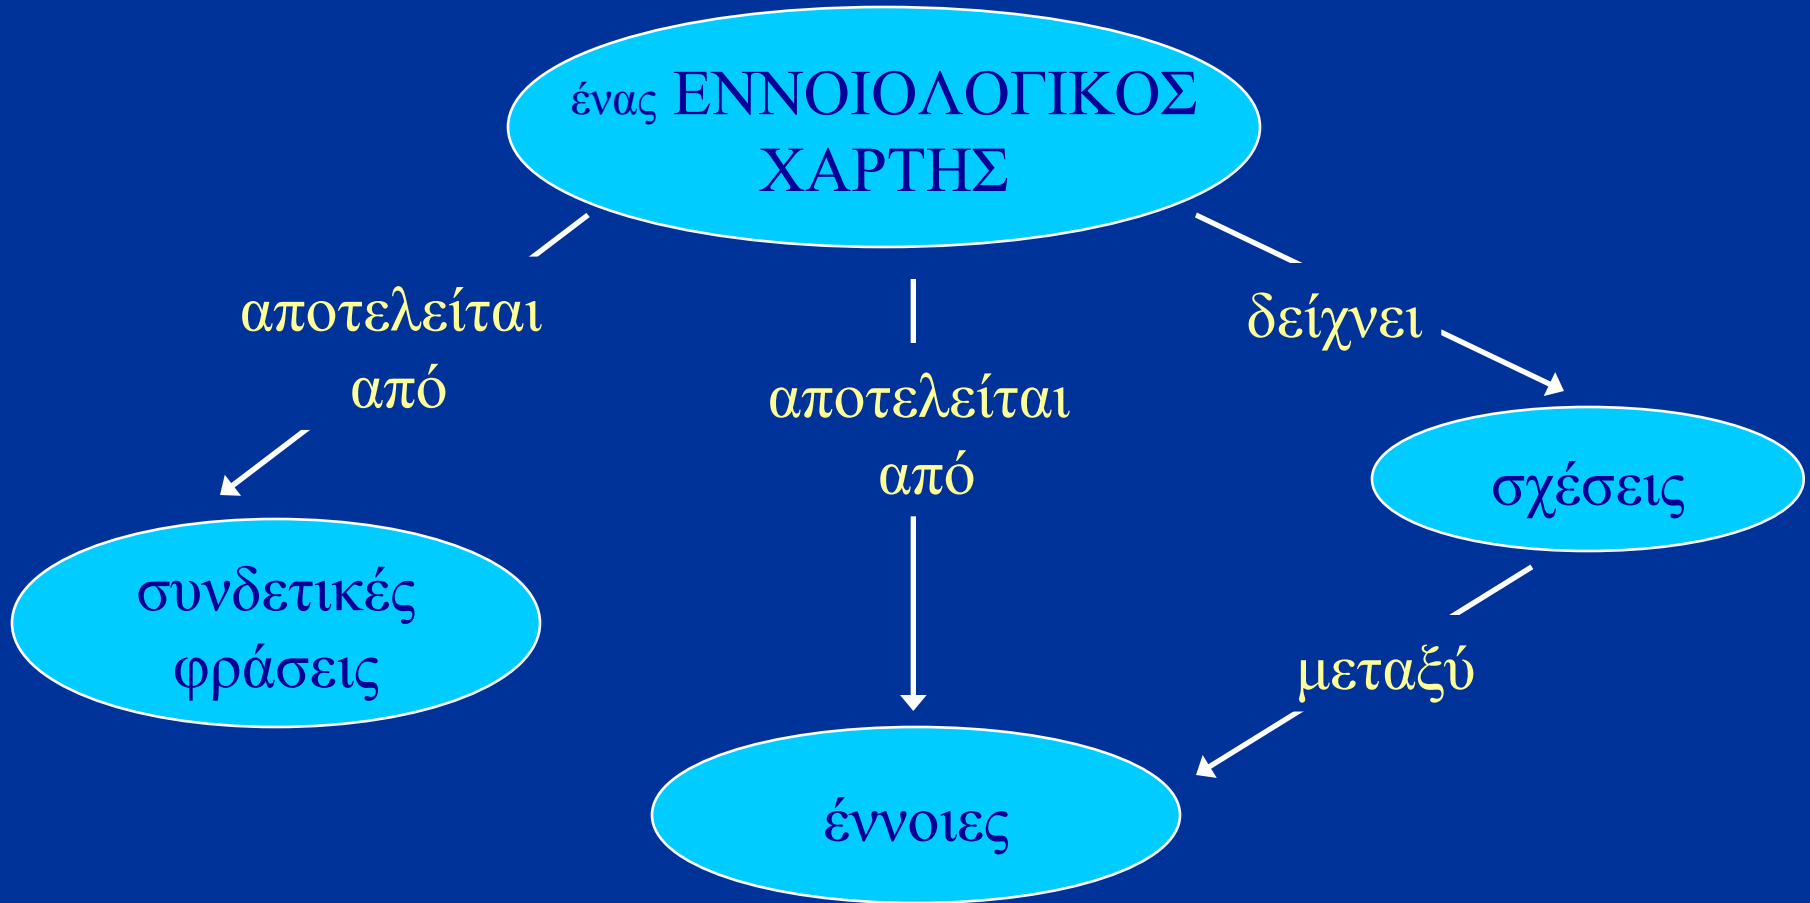 ένας ΕΝΝΟΙΟΛΟΓΙΚΟΣ
ΧΑΡΤΗΣ
αποτελείται
από
αποτελείται
από
δείχνει
σχέσεις
συνδετικές
φράσεις
μεταξύ
έννοιες